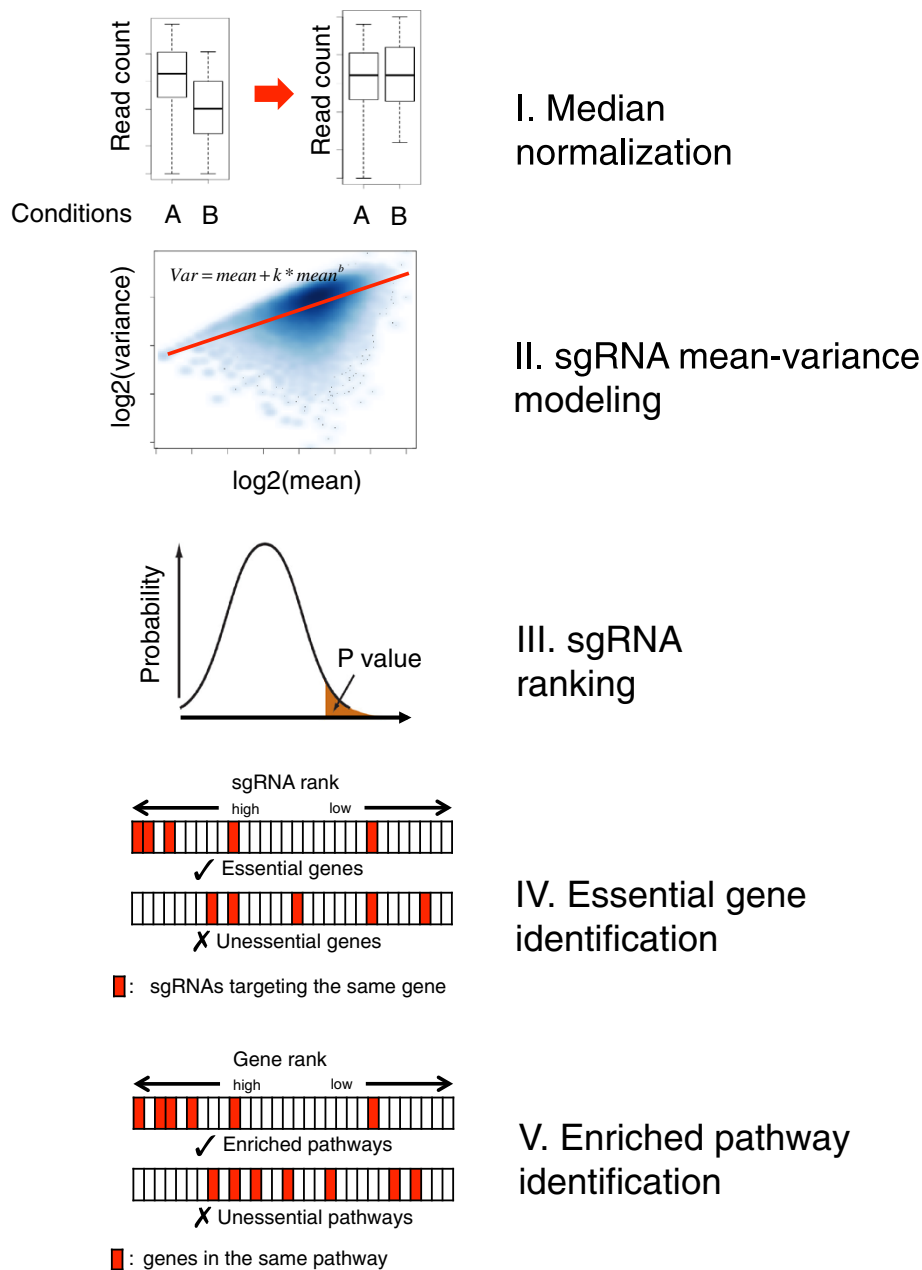 Read count
Read count
I. Median
normalization
Conditions
A
B
A
B
log2(variance)
Var = mean + k * mean^b
log2(mean)
II. sgRNA mean-variance
modeling
Probability
P value
III. sgRNA
ranking
sgRNA rank
high
low
✓ Essential genes
✗ Unessential genes
: sgRNAs targeting the same gene
IV. Essential gene
identification
Gene rank
high
low
✓ Enriched pathways
✗ Unessential pathways
: genes in the same pathway
V. Enriched pathway
identification